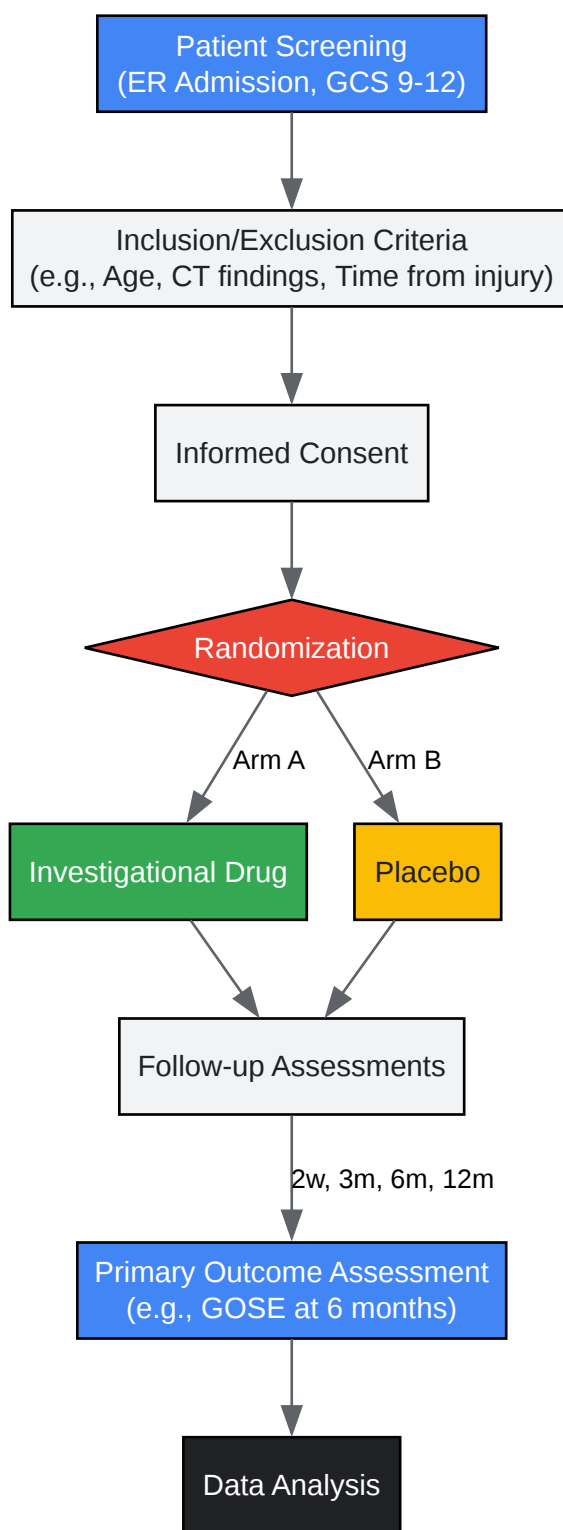 Patient Screening
(ER Admission, GCS 9-12)
Inclusion/Exclusion Criteria
(e.g., Age, CT findings, Time from injury)
Informed Consent
Randomization
Arm A
Arm B
Investigational Drug
Placebo
Follow-up Assessments
2w, 3m, 6m, 12m
Primary Outcome Assessment
(e.g., GOSE at 6 months)
Data Analysis